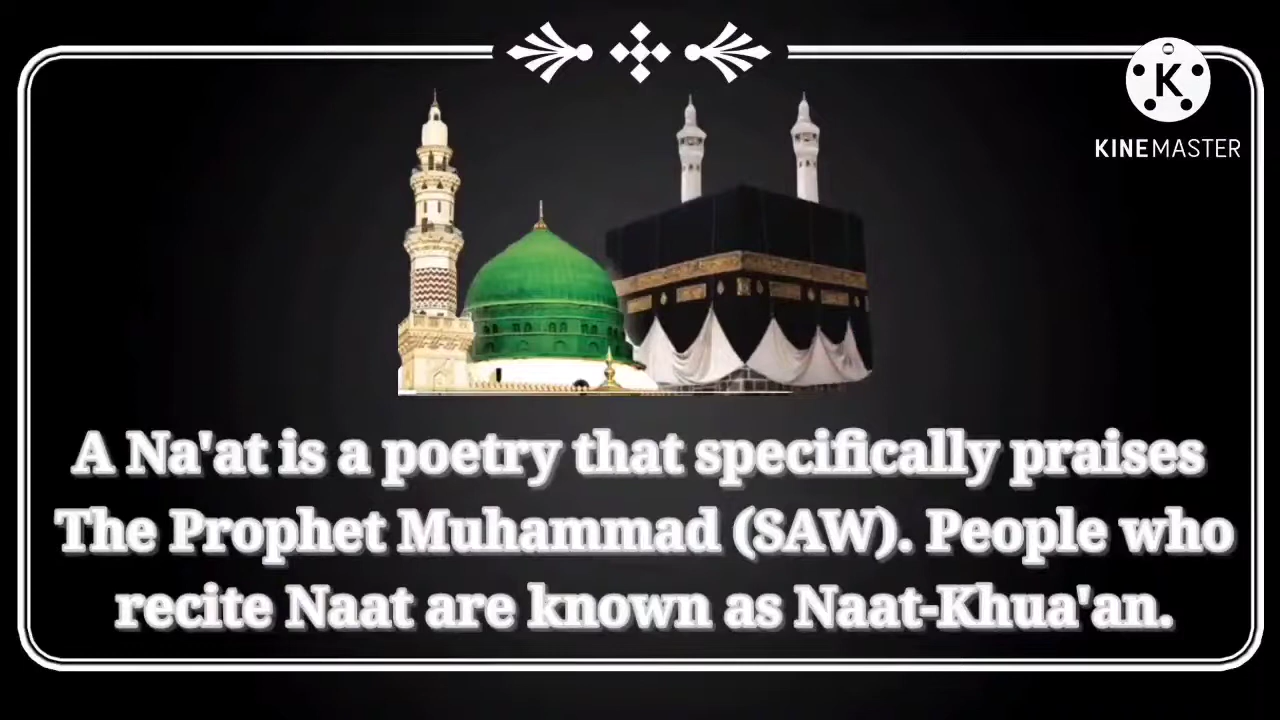 K
KINEMASTER
A Na'at is a poetry that specifically praises
The Prophet Muhammad (SAW). People who
recite Naat are known as Naat-Khua'an.